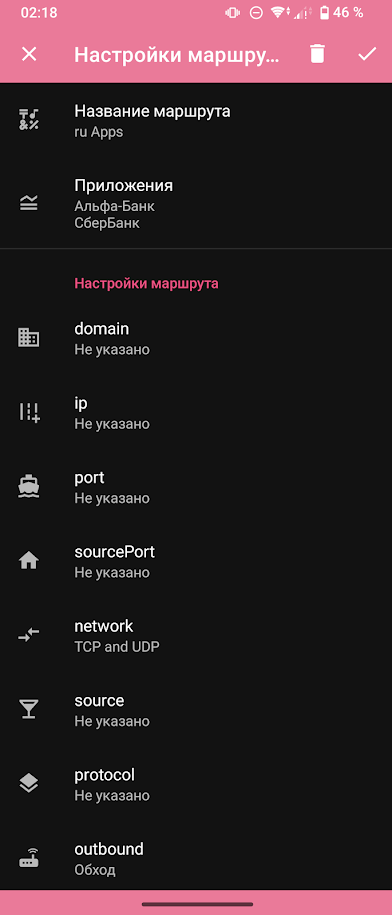 02:18
46 %
Настройки маршру...
Название маршрута
ru Apps
Приложения
Альфа-Банк
СберБанк
Настройки маршрута
domain
Не указано
ip
Не указано
port
Не указано
sourcePort
Не указано
network
TCP and UDP
source
Не указано
protocol
Не указано
outbound
Обход